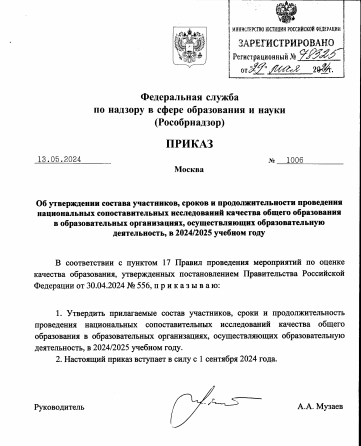 МИНИСТЕРСТВО ЮСТИЦИИ РОССИЙСКОЙ ФЕДЕРАЦИИ
ЗАРЕГИСТРИРОВАНО
Регистрационный № 78325
от "29" мая 2024.
Федеральная служба
по надзору в сфере образования и науки
(Рособрнадзор)
ПРИКАЗ
13.05.2024 № 1006
Москва
Об утверждении состава участников, сроков и продолжительности проведения
национальных сопоставительных исследований качества общего образования
в образовательных организациях, осуществляющих образовательную
деятельность, в 2024/2025 учебном году
В соответствии с пунктом 17 Правил проведения мероприятий по оценке
качества образования, утвержденных постановлением Правительства Российской
Федерации от 30.04.2024 № 556, п р и к а з ы в а ю:
1. Утвердить прилагаемые состав участников, сроки и продолжительность
проведения национальных сопоставительных исследований качества общего
образования в образовательных организациях, осуществляющих образовательную
деятельность, в 2024/2025 учебном году.
2. Настоящий приказ вступает в силу с 1 сентября 2024 года.
Руководитель А.А. Музаев